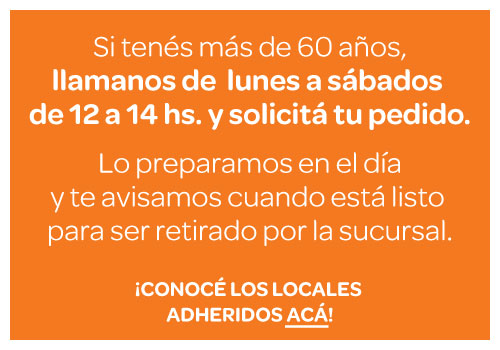 Si tenés más de 60 años,
llamanos de lunes a sábados
de 12 a 14 hs. y solicitá tu pedido.
Lo preparamos en el día
y te avisamos cuando está listo
para ser retirado por la sucursal.
¡CONOCÉ LOS LOCALES
ADHERIDOS ACÁ!